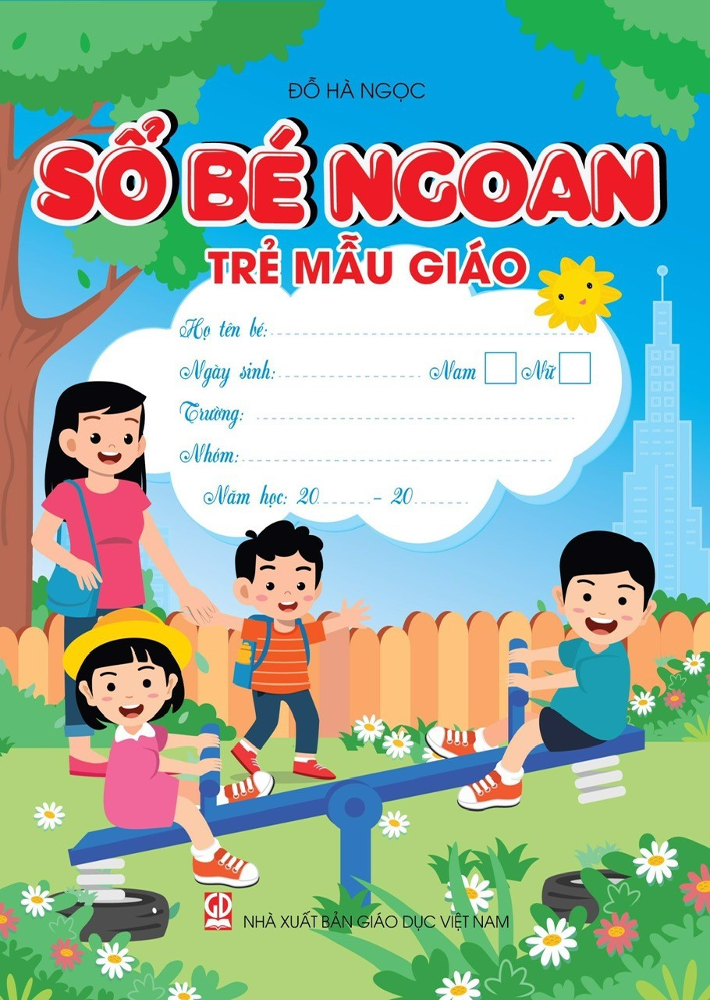 ĐỖ HÀ NGỌC
SỔ BÉ NGOAN
TRẺ MẪU GIÁO
Họ tên bé:
Ngày sinh: Nam Nữ
Trường:
Nhóm:
Năm học: 20 - 20
GD
NHÀ XUẤT BẢN GIÁO DỤC VIỆT NAM